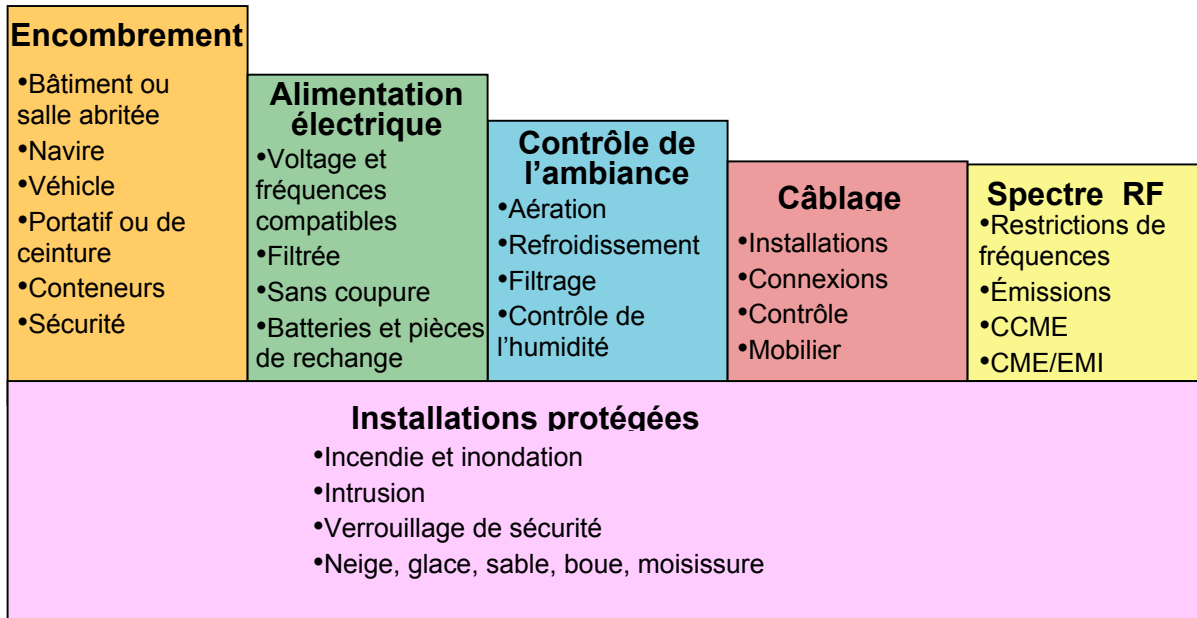 Encombrement
•Bâtiment ou
salle abritée
•Navire
•Véhicle
•Portatif ou de
ceinture
•Conteneurs
•Sécurité
Alimentation
électrique
•Voltage et
fréquences
compatibles
•Filtrée
•Sans coupure
•Batteries et pièces
de rechange
Contrôle de
l’ambiance
•Aération
•Refroidissement
•Filtrage
•Contrôle de
l’humidité
Câblage
•Installations
•Connexions
•Contrôle
•Mobilier
Spectre RF
•Restrictions de
fréquences
•Émissions
•CCME
•CME/EMI
Installations protégées
•Incendie et inondation
•Intrusion
•Verrouillage de sécurité
•Neige, glace, sable, boue, moisissure